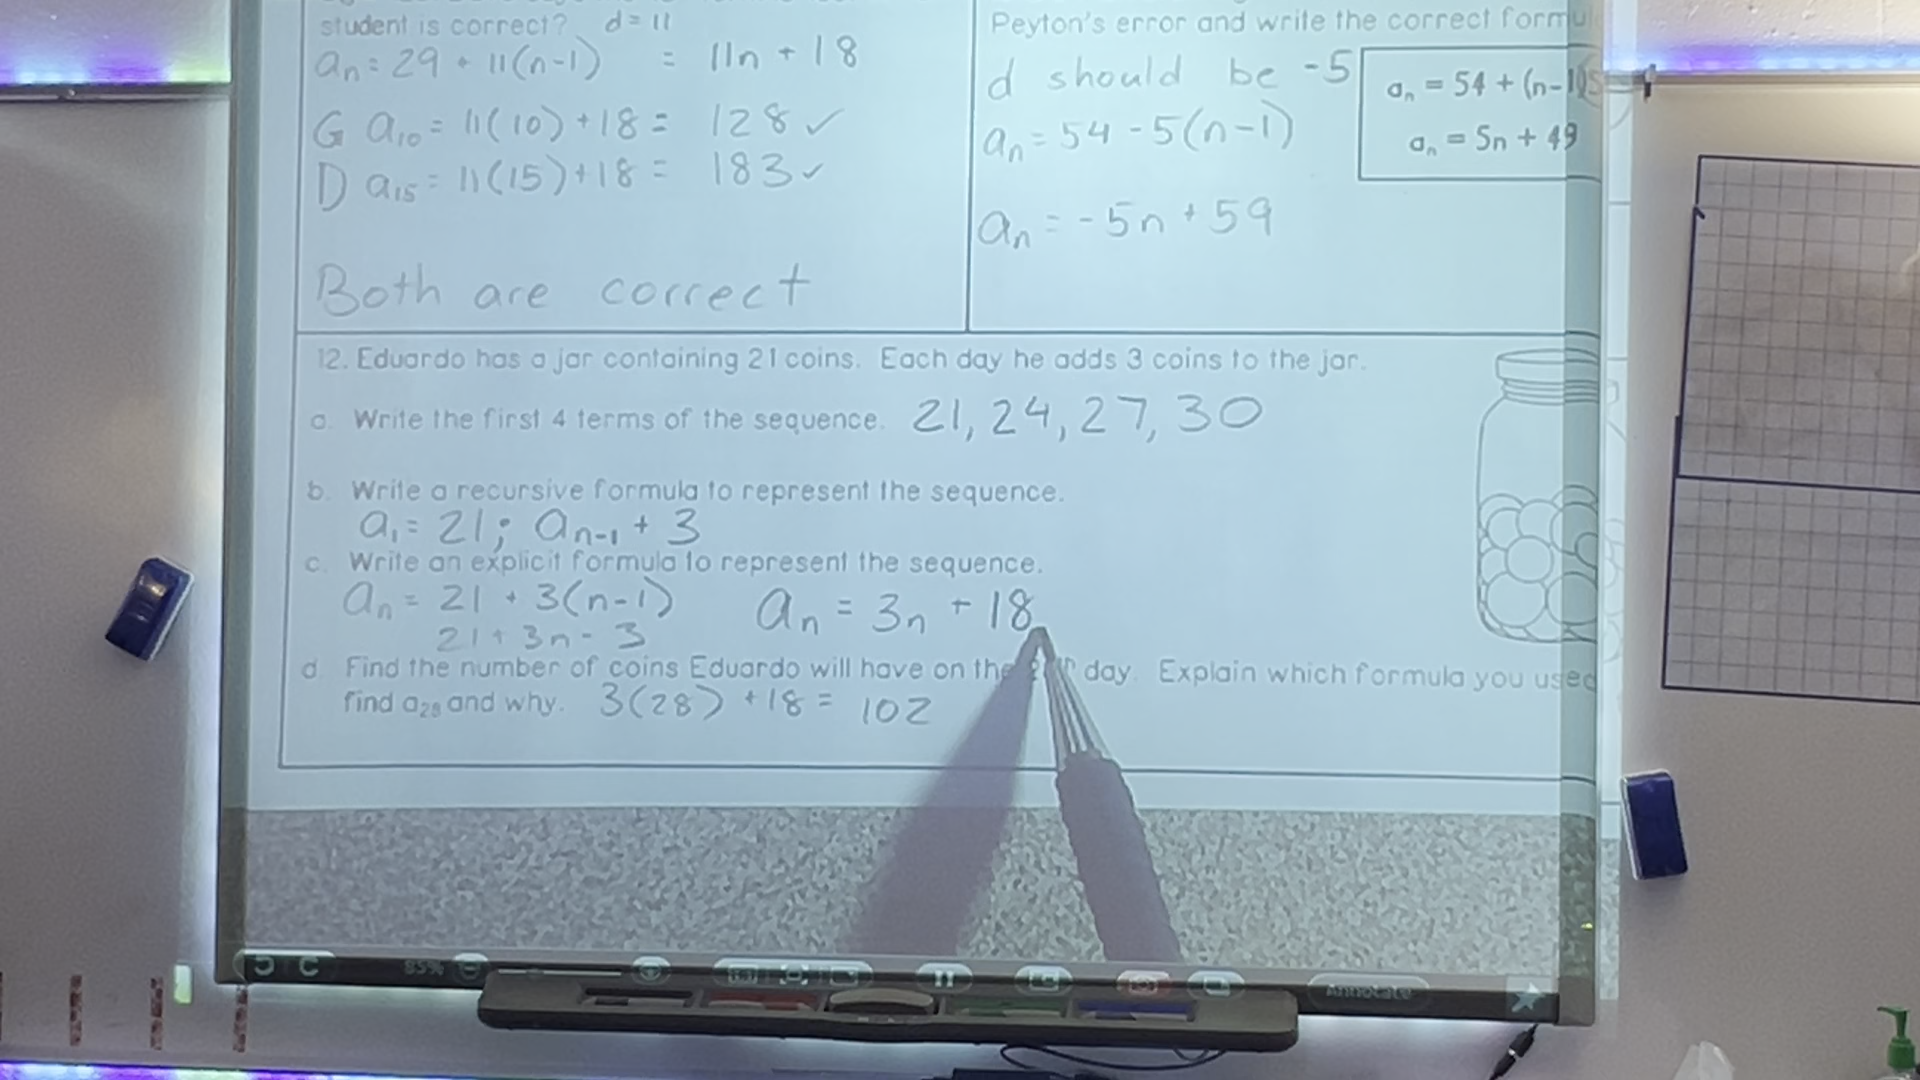 student is correct? d = 11
an = 29 + 11(n-1) = 11n + 18
G a10 = 11(10) + 18 = 128 ✓
D a15 = 11(15) + 18 = 183 ✓
Both are correct
Peyton's error and write the correct
d should be -5
an = 54 + (n-1)5
an = 5n + 49
an = 54 - 5(n-1)
an = -5n + 59
12. Eduardo has a jar containing 21 coins. Each day he adds 3 coins to the jar.
a. Write the first 4 terms of the sequence. 21, 24, 27, 30
b. Write a recursive formula to represent the sequence.
a1 = 21; an-1 + 3
c. Write an explicit formula to represent the sequence.
an = 21 + 3(n-1) an = 3n + 18
21 + 3n - 3
d. Find the number of coins Eduardo will have on the day. Explain which formula you used
find a28 and why. 3(28) + 18 = 102
85%
Annotate